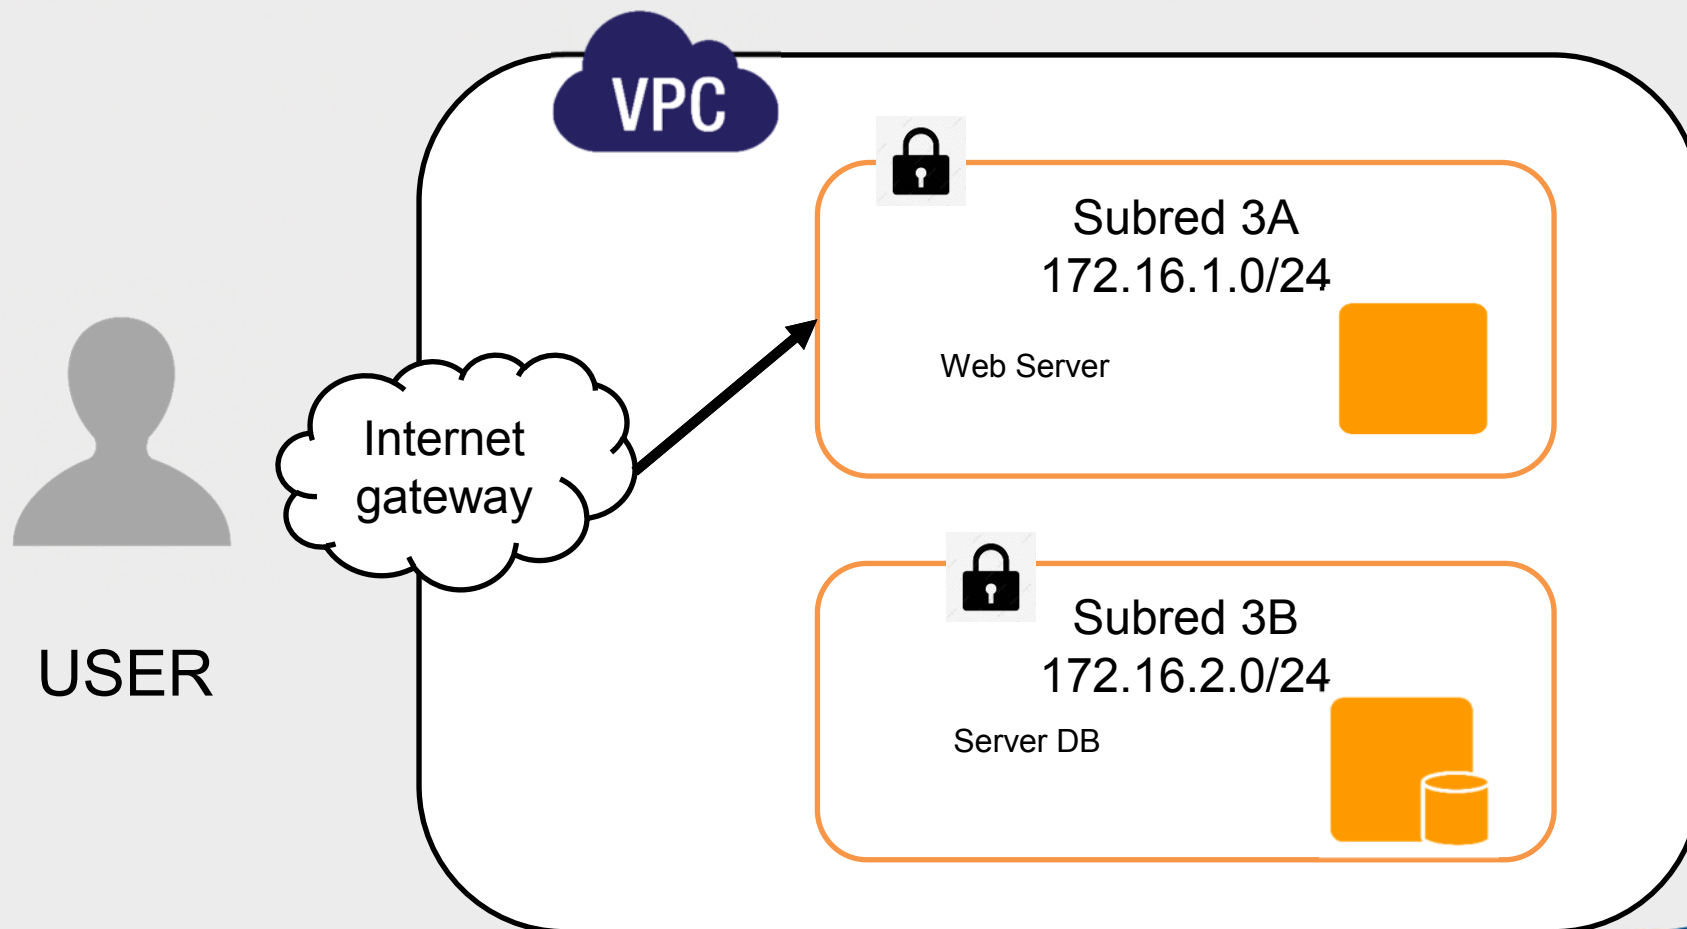 VPC
Subred 3A
172.16.1.0/24
Web Server
Internet
gateway
Subred 3B
172.16.2.0/24
Server DB
USER